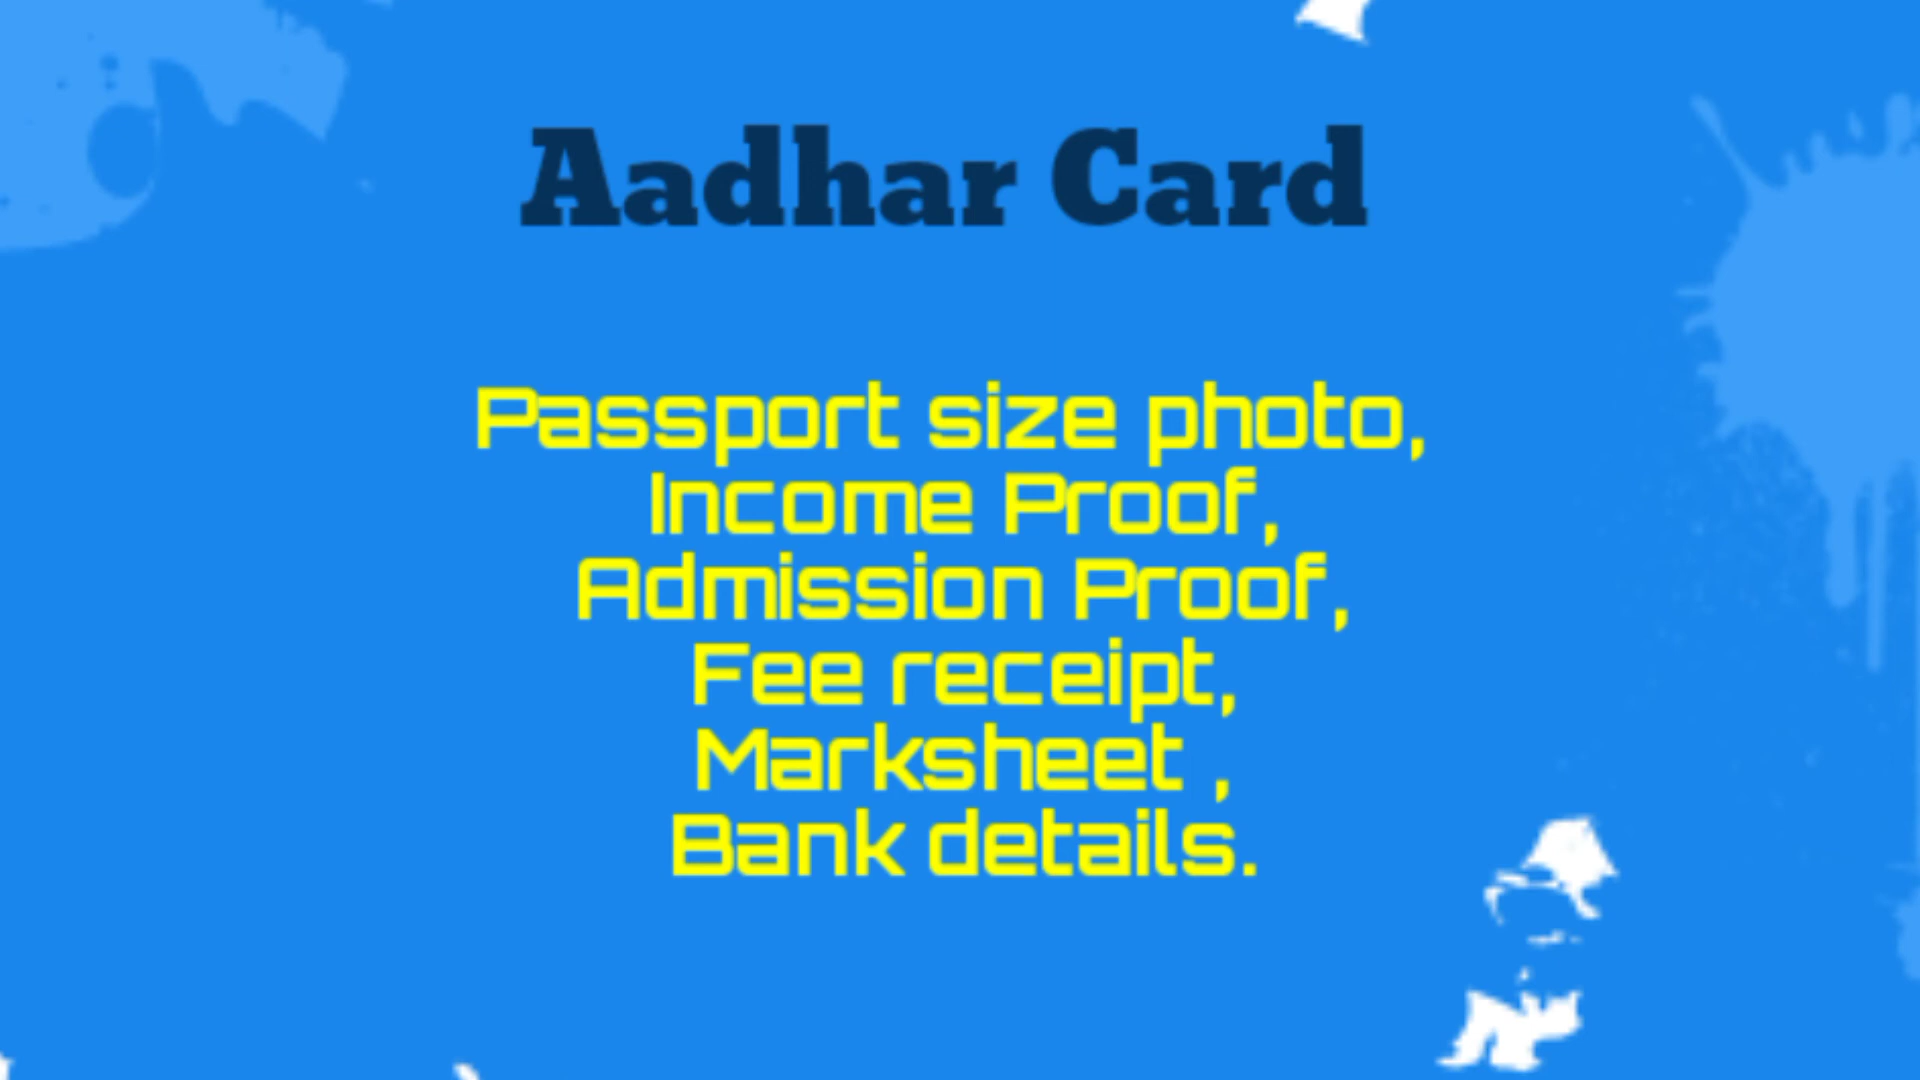 Aadhar Card
Passport size photo,
Income Proof,
Admission Proof,
Fee receipt,
Marksheet ,
Bank details.